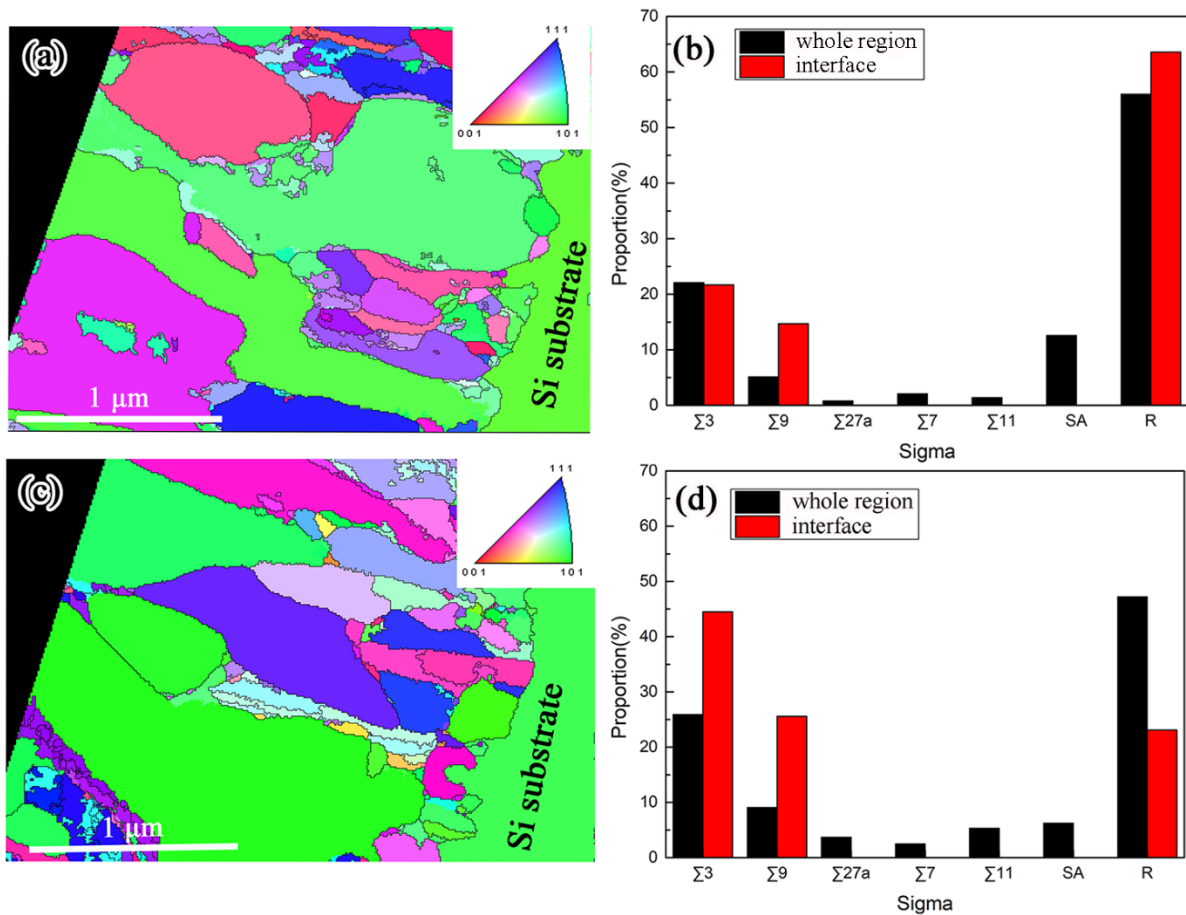 (a)
1 1 1
0 0 1
1 0 1
Si substrate
1 μm
(b)
whole region
interface
Proportion(%)
70
60
50
40
30
20
10
0
∑3 ∑9 ∑27a ∑7 ∑11 SA R
Sigma
(c)
1 1 1
0 0 1
1 0 1
Si substrate
1 μm
(d)
whole region
interface
Proportion(%)
70
60
50
40
30
20
10
0
∑3 ∑9 ∑27a ∑7 ∑11 SA R
Sigma